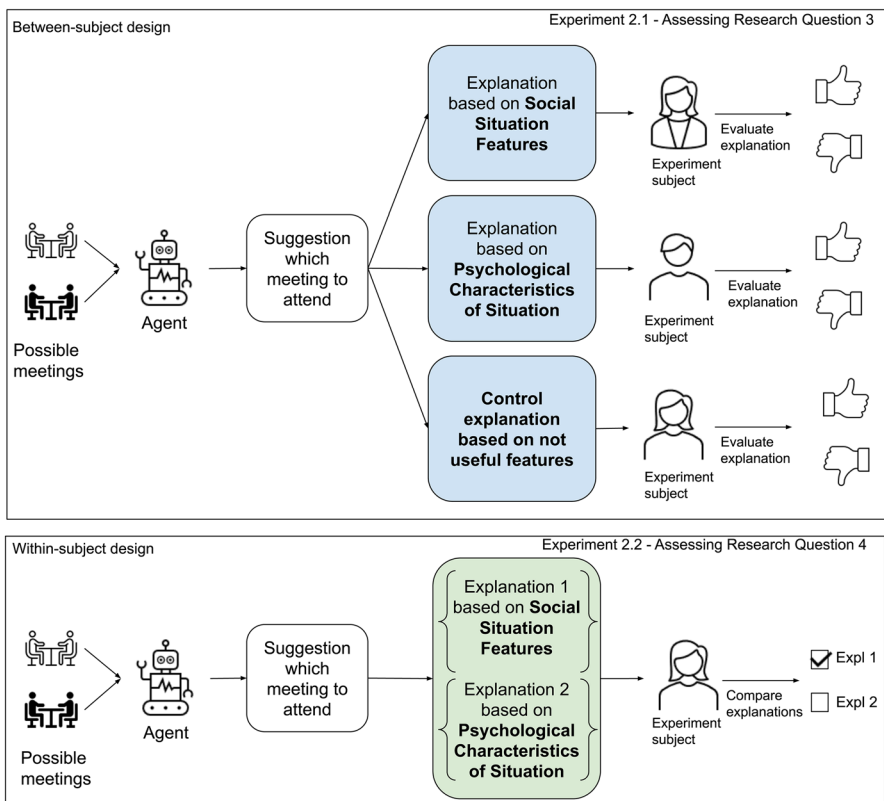 Between-subject design
Experiment 2.1 - Assessing Research Question 3
Possible
meetings
Agent
Suggestion
which
meeting to
attend
Explanation
based on Social
Situation
Features
Experiment
subject
Evaluate
explanation
Explanation
based on
Psychological
Characteristics
of Situation
Experiment
subject
Evaluate
explanation
Control
explanation
based on not
useful features
Experiment
subject
Evaluate
explanation
Within-subject design
Experiment 2.2 - Assessing Research Question 4
Possible
meetings
Agent
Suggestion
which
meeting to
attend
Explanation 1
based on Social
Situation
Features
Explanation 2
based on
Psychological
Characteristics
of Situation
Experiment
subject
Compare
explanations
Expl 1
Expl 2